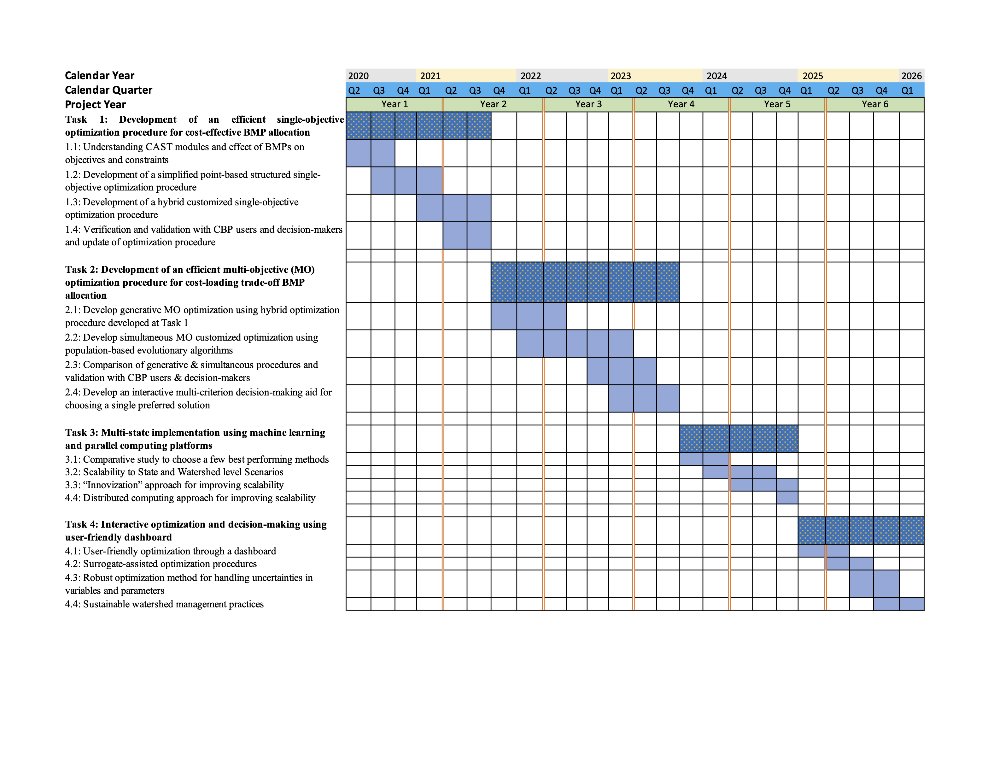 Calendar Year 2020 2021 2022 2023 2024 2025 2026
Calendar Quarter Q2 Q3 Q4 Q1 Q2 Q3 Q4 Q1 Q2 Q3 Q4 Q1 Q2 Q3 Q4 Q1 Q2 Q3 Q4 Q1 Q2 Q3 Q4 Q1
Project Year Year 1 Year 2 Year 3 Year 4 Year 5 Year 6
Task 1: Development of an efficient single-objective
optimization procedure for cost-effective BMP allocation
1.1: Understanding CAST modules and effect of BMPs on
objectives and constraints
1.2: Development of a simplified point-based structured single-
objective optimization procedure
1.3: Development of a hybrid customized single-objective
optimization procedure
1.4: Verification and validation with CBP users and decision-makers
and update of optimization procedure
Task 2: Development of an efficient multi-objective (MO)
optimization procedure for cost-loading trade-off BMP
allocation
2.1: Develop generative MO optimization using hybrid optimization
procedure developed at Task 1
2.2: Develop simultaneous MO customized optimization using
population-based evolutionary algorithms
2.3: Comparison of generative & simultaneous procedures and
validation with CBP users & decision-makers
2.4: Develop an interactive multi-criterion decision-making aid for
choosing a single preferred solution
Task 3: Multi-state implementation using machine learning
and parallel computing platforms
3.1: Comparative study to choose a few best performing methods
3.2: Scalability to State and Watershed level Scenarios
3.3: “Innovization” approach for improving scalability
4.4: Distributed computing approach for improving scalability
Task 4: Interactive optimization and decision-making using
user-friendly dashboard
4.1: User-friendly optimization through a dashboard
4.2: Surrogate-assisted optimization procedures
4.3: Robust optimization method for handling uncertainties in
variables and parameters
4.4: Sustainable watershed management practices